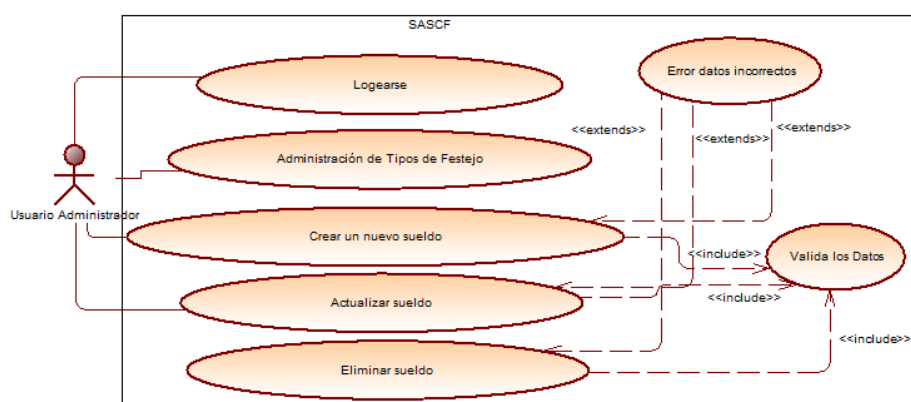 SASCF
Logearse
Error datos incorrectos
<<extends>>
<<extends>>
<<extends>>
Administración de Tipos de Festejo
Usuario Administrador
Crear un nuevo sueldo
<<include>>
Valida los Datos
Actualizar sueldo
<<include>>
<<include>>
Eliminar sueldo